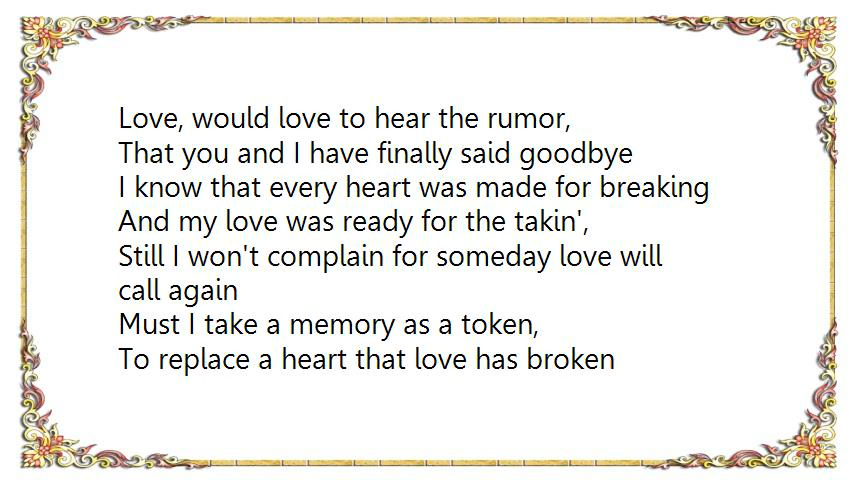 Love, would love to hear the rumor,
That you and I have finally said goodbye
I know that every heart was made for breaking
And my love was ready for the takin',
Still I won't complain for someday love will
call again
Must I take a memory as a token,
To replace a heart that love has broken